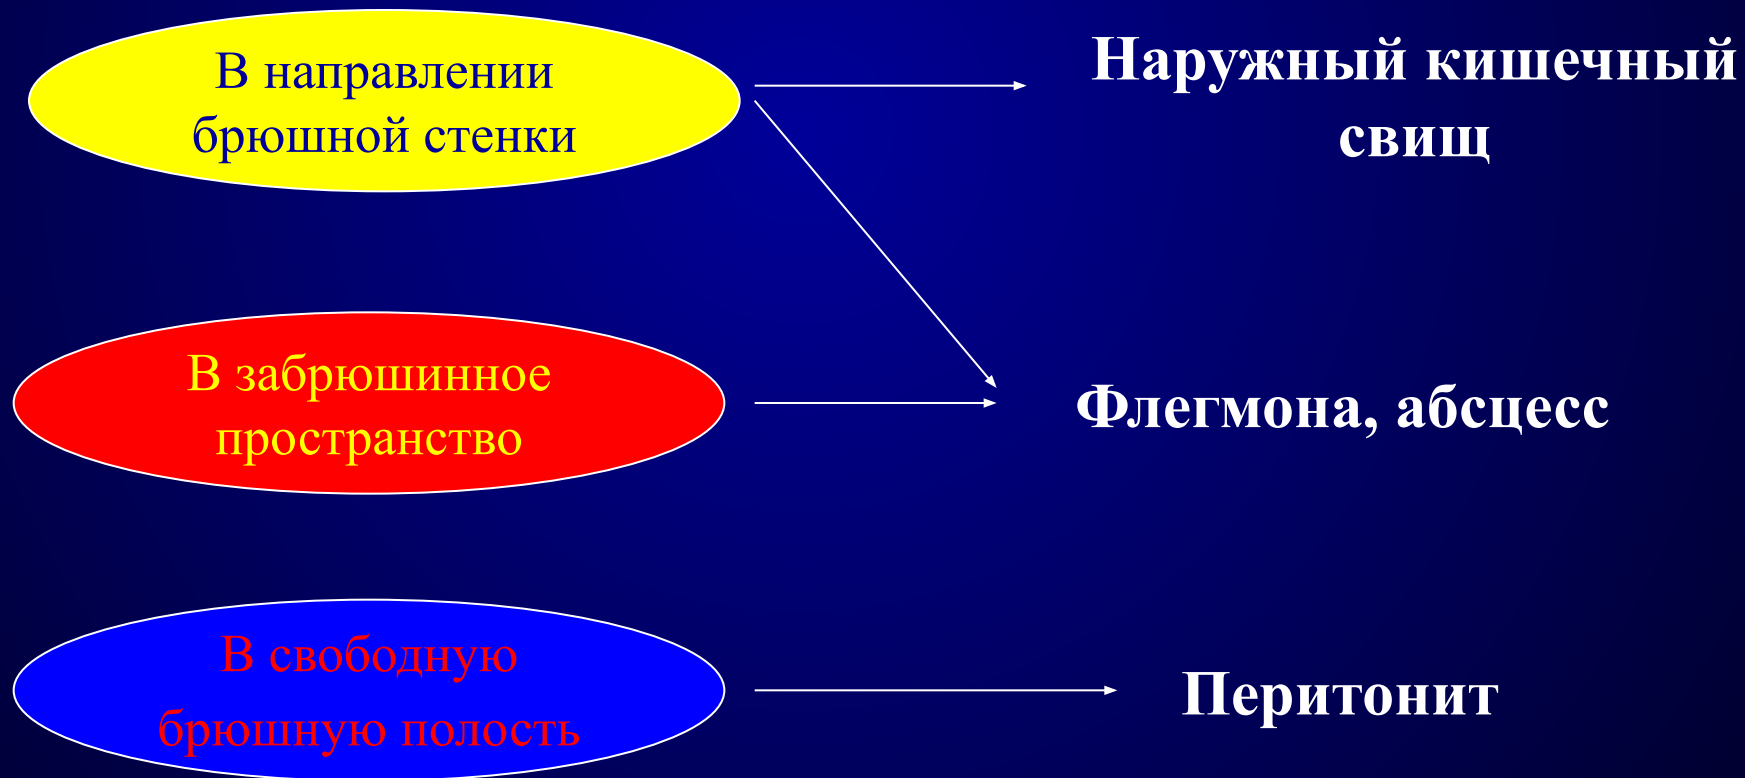 В направлении
брюшной стенки
Наружный кишечный
свищ
В забрюшинное
пространство
Флегмона, абсцесс
В свободную
брюшную полость
Перитонит